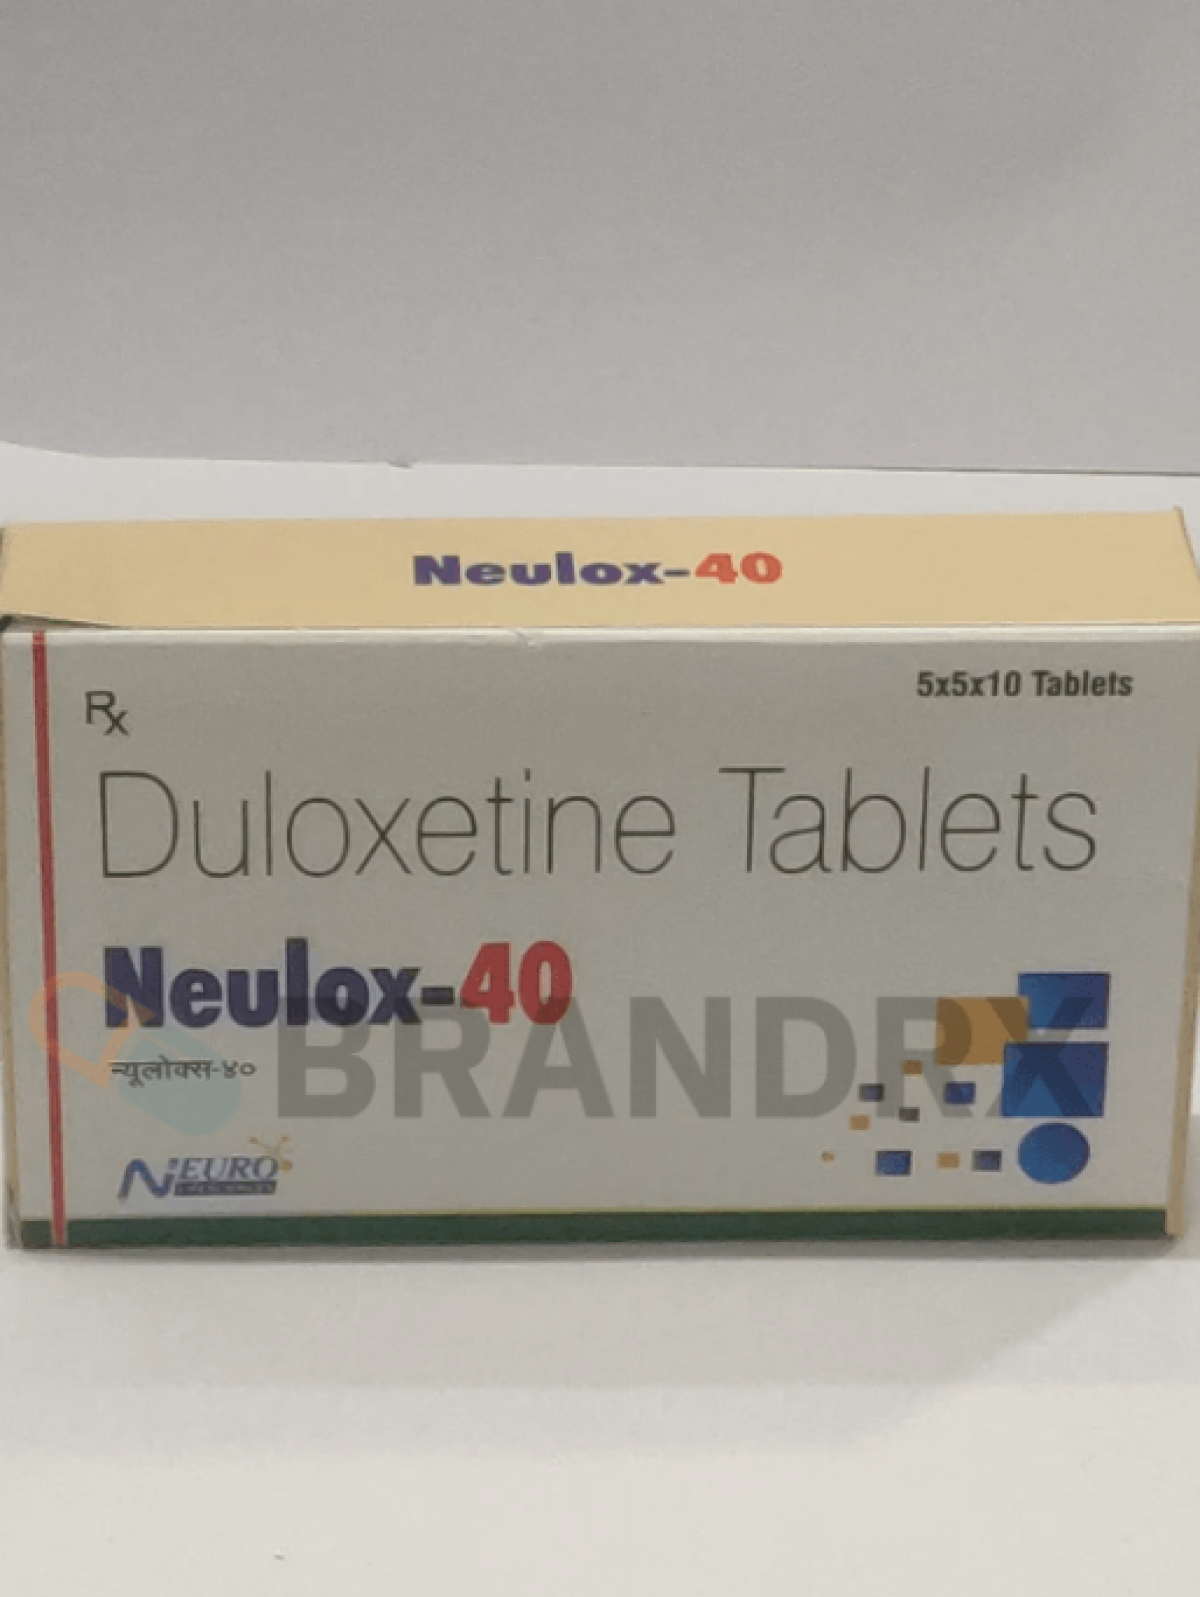 Neulox-40
5x5x10 Tablets
Rx
Duloxetine Tablets
Neulox-40
BRANDRX
न्यूलोक्स-४०
NEURO